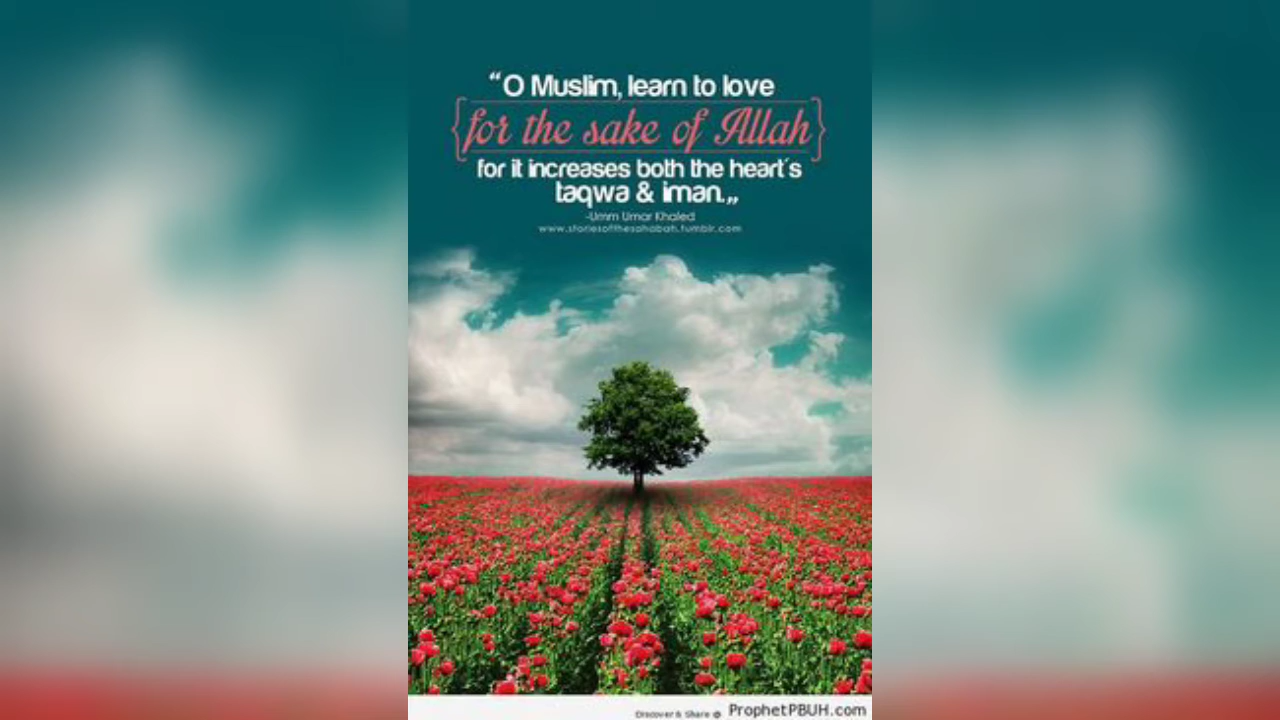 “O Muslim, learn to love
{for the sake of Allah}
for it increases both the heart's
taqwa & iman.„
-Umm Umar Khaled
www.storiesofthesahabah.tumblr.com
Discover & Share @ ProphetPBUH.com